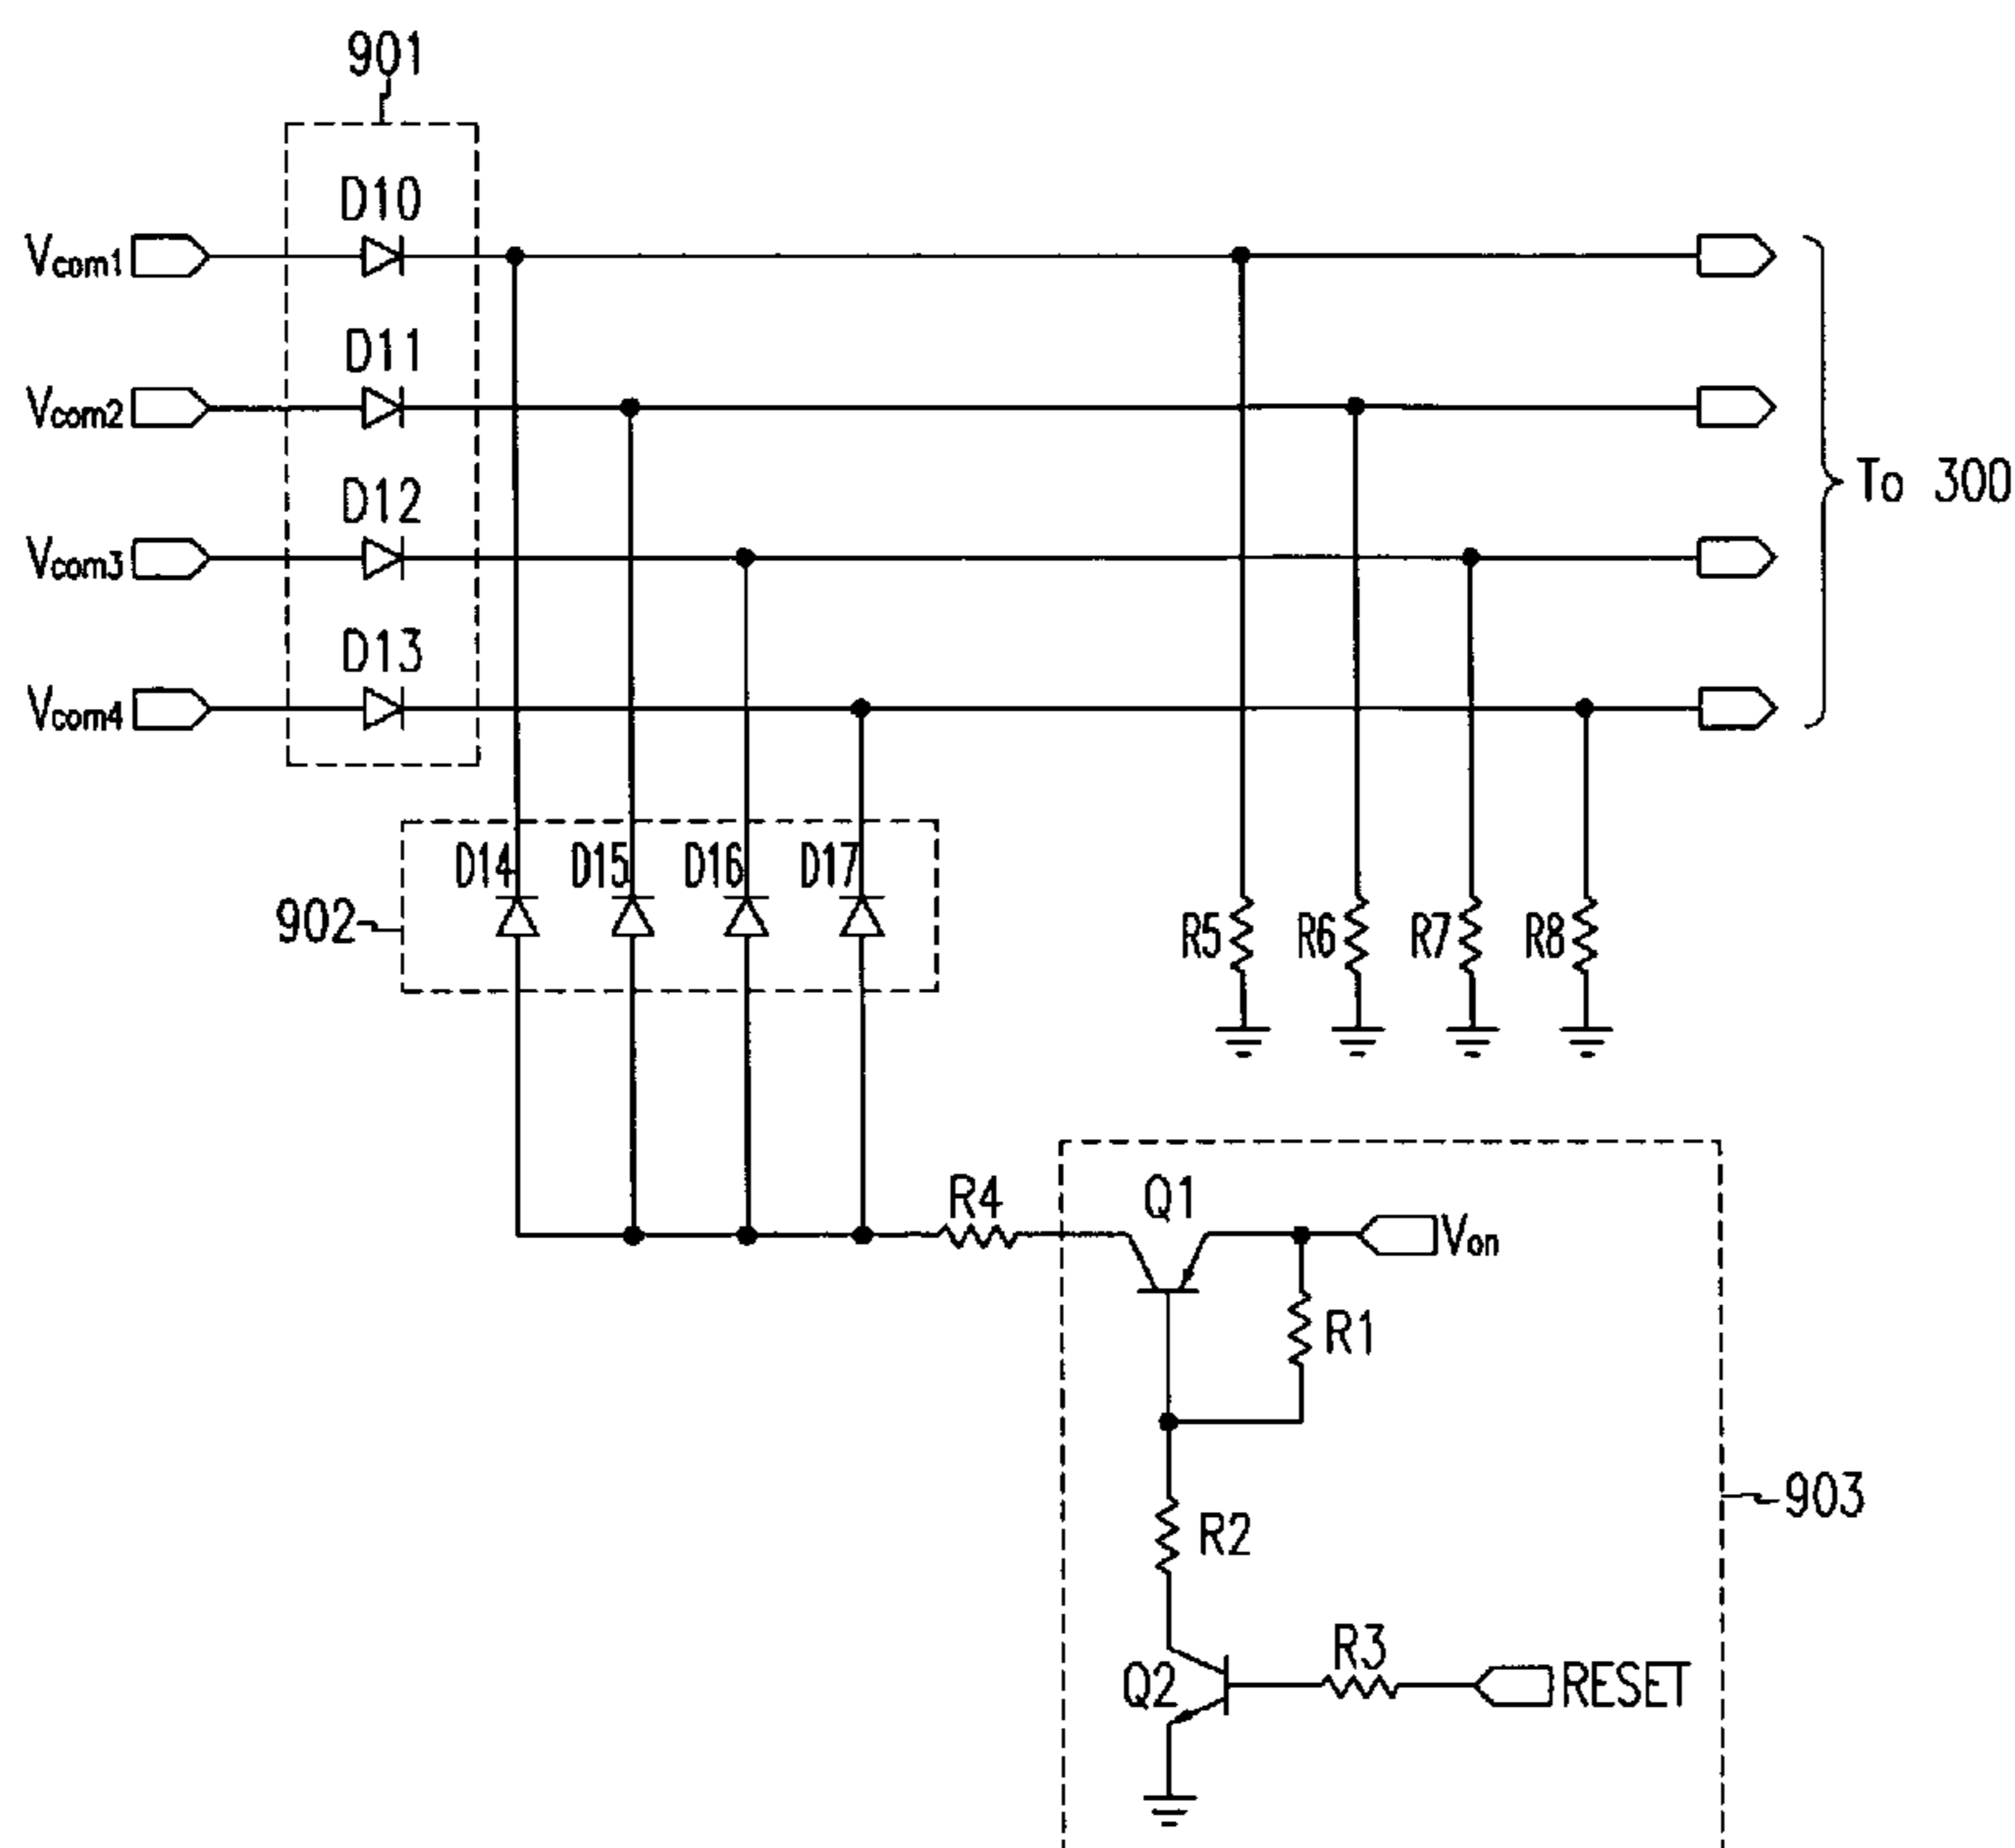 901
D10
Vcom1
D11
Vcom2
To 300
D12
Vcom3
D13
Vcom4
D14 D15 D16 D17
902
R5 R6 R7 R8
R4
Q1
Von
R1
903
R2
R3
Q2
RESET